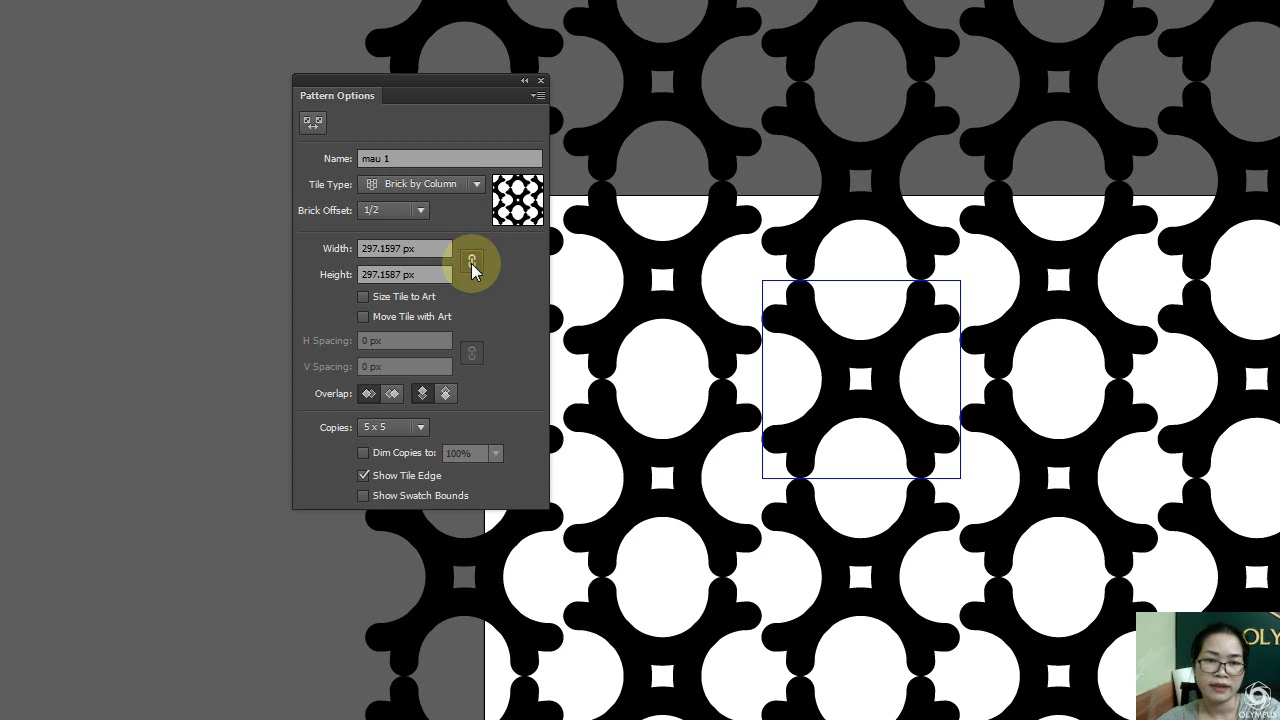 Pattern Options
Name: mau 1
Tile Type: Brick by Column
Brick Offset: 1/2
Width: 297.1597 px
Height: 297.1587 px
Size Tile to Art
Move Tile with Art
H Spacing: 0 px
V Spacing: 0 px
Overlap:
Copies: 5 x 5
Dim Copies to: 100%
Show Tile Edge
Show Swatch Bounds
OLY
OLYMPUS